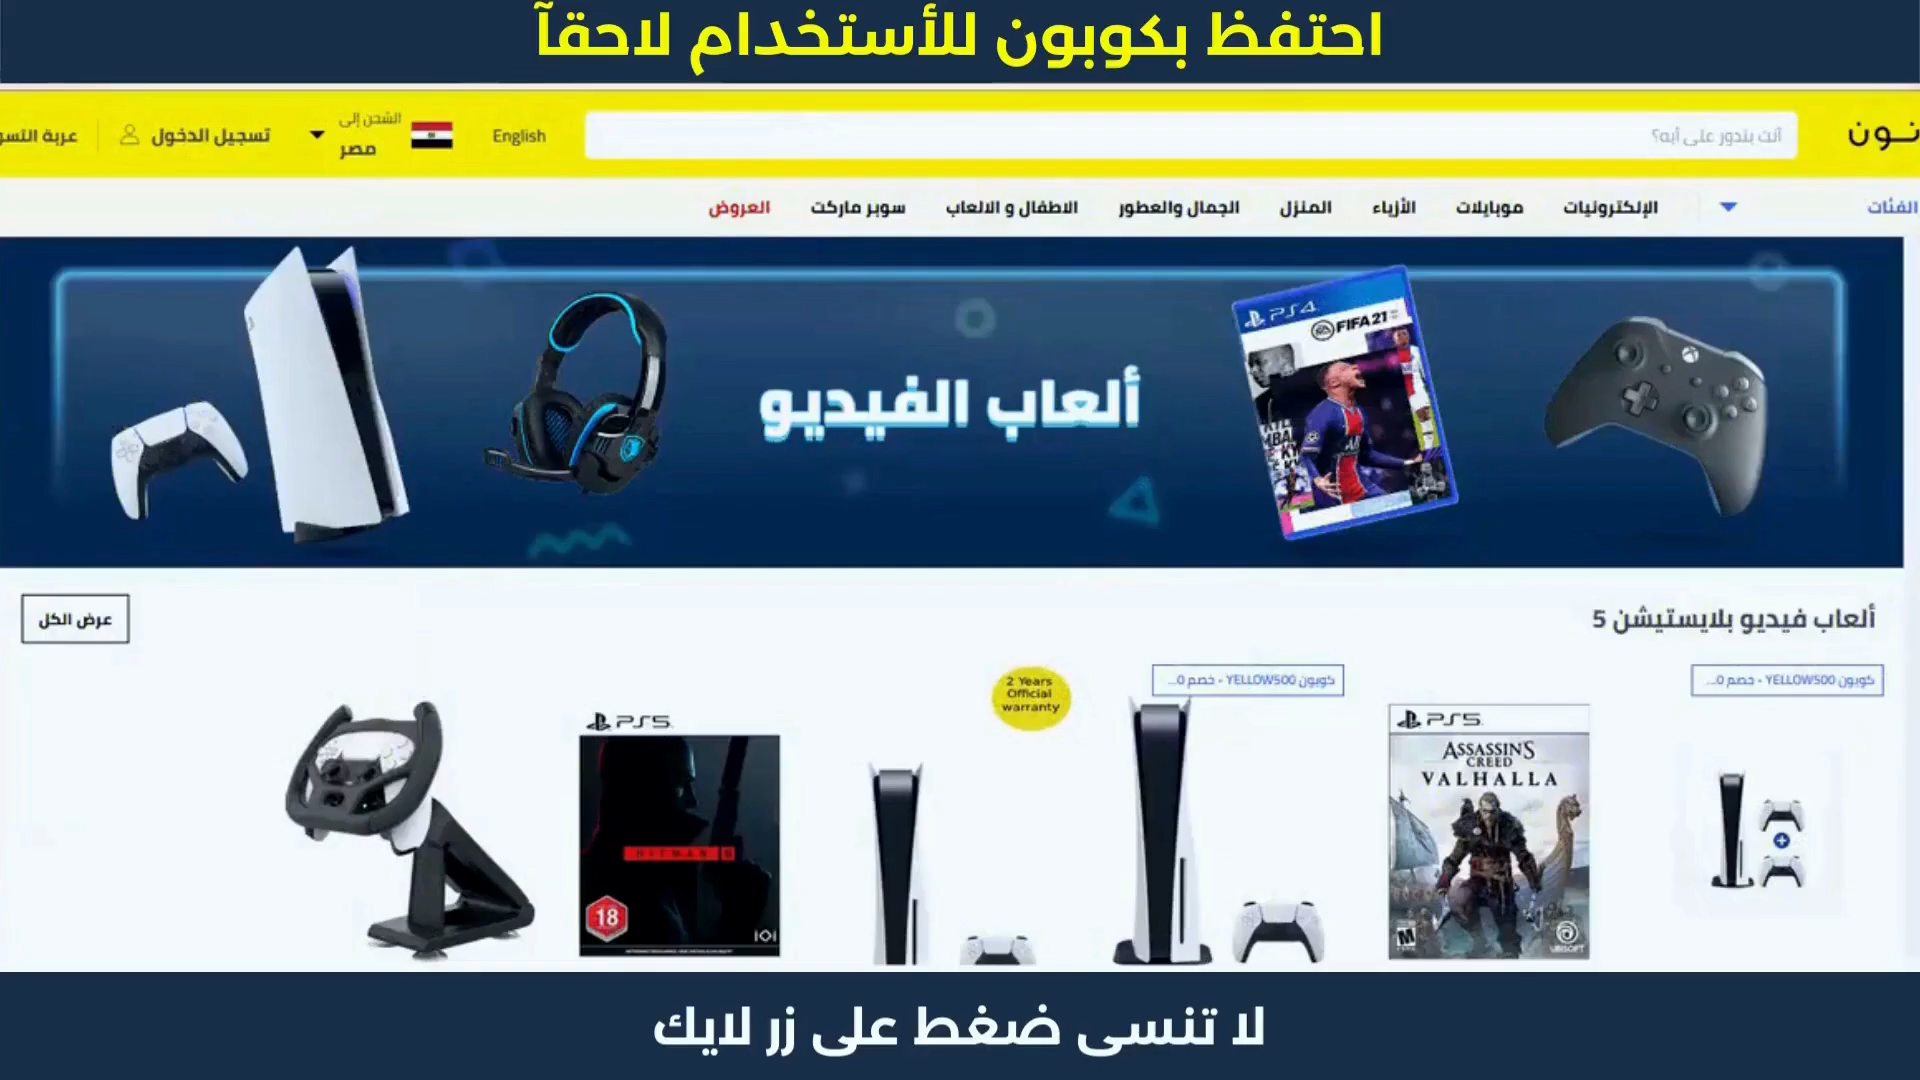 احتفظ بكوبون للأستخدام لاحقآ
نـون
أنت بتدور على أيه؟
English
الشحن إلى
مصر
تسجيل الدخول
عربة
الفئات
الإلكترونيات
موبايلات
الأزياء
المنزل
الجمال والعطور
الاطفال و الالعاب
سوبر ماركت
العروض
ألعاب الفيديو
PS4
FIFA 21
ألعاب فيديو بلايستيشن 5
عرض الكل
كوبون YELLOW500 - خصم 0...
كوبون YELLOW500 - خصم 0...
2 Years
Official
warranty
PS5
ASSASSIN'S
CREED
VALHALLA
UBISOFT
M
PS5
HITMAN
18
IOI
لا تنسى ضغط على زر لايك